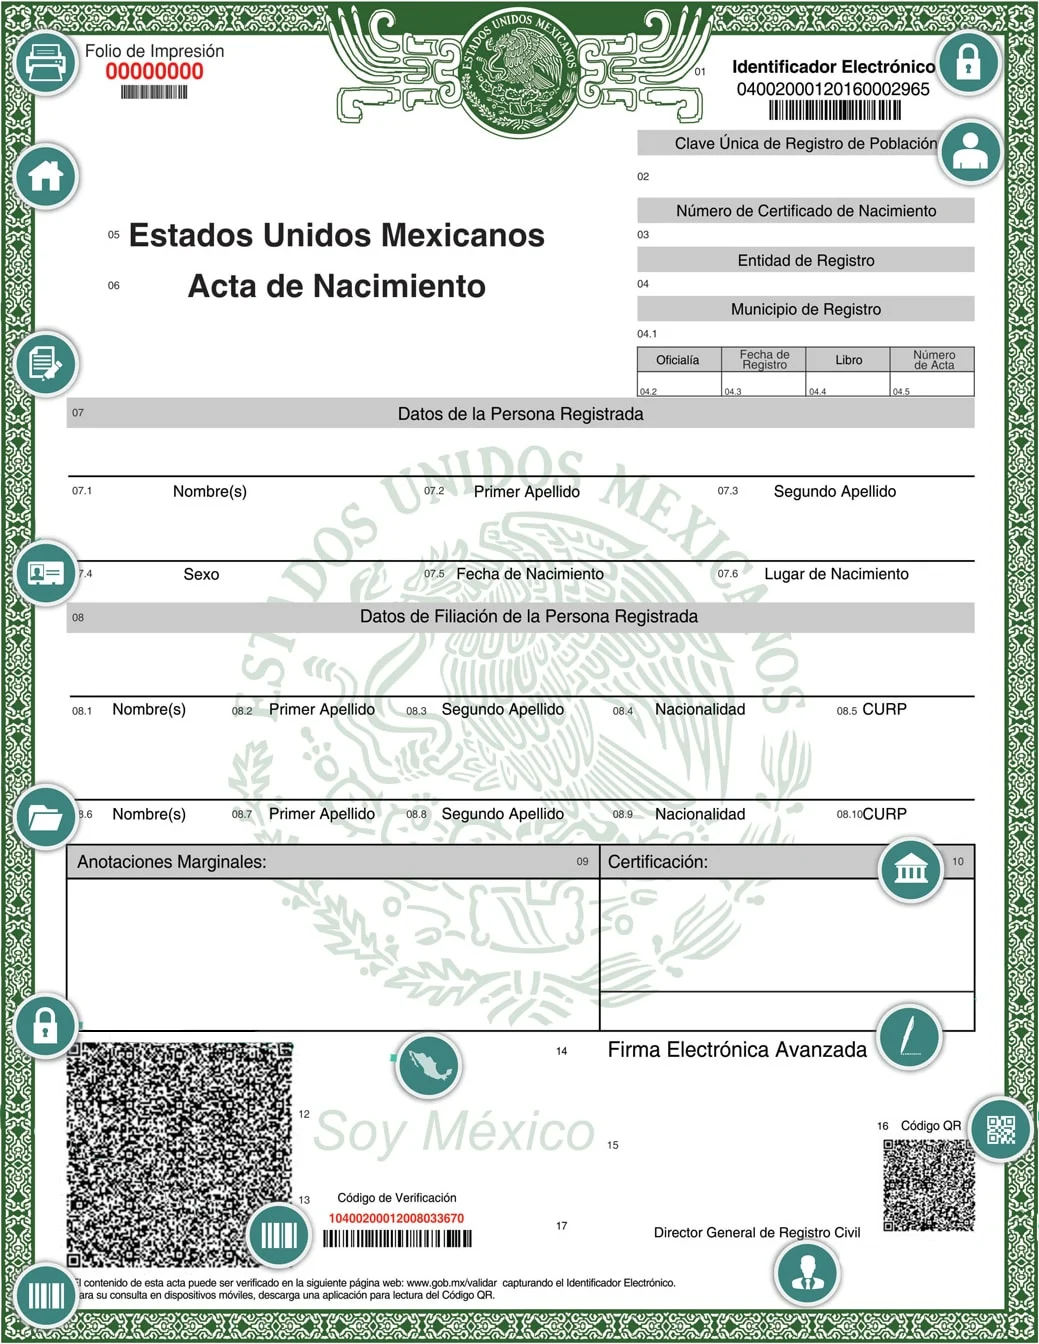 Folio de Impresión
00000000
ESTADOS UNIDOS MEXICANOS
01 Identificador Electrónico
04002000120160002965
Clave Única de Registro de Población
02
Número de Certificado de Nacimiento
03
Entidad de Registro
04
Municipio de Registro
04.1
Oficialía Fecha de Registro Libro Número de Acta
04.2 04.3 04.4 04.5
05 Estados Unidos Mexicanos
06 Acta de Nacimiento
07 Datos de la Persona Registrada
ESTADOS UNIDOS MEXICANOS
07.1 Nombre(s) 07.2 Primer Apellido 07.3 Segundo Apellido
7.4 Sexo 07.5 Fecha de Nacimiento 07.6 Lugar de Nacimiento
08 Datos de Filiación de la Persona Registrada
08.1 Nombre(s) 08.2 Primer Apellido 08.3 Segundo Apellido 08.4 Nacionalidad 08.5 CURP
8.6 Nombre(s) 08.7 Primer Apellido 08.8 Segundo Apellido 08.9 Nacionalidad 08.10 CURP
Anotaciones Marginales: 09 Certificación: 10
14 Firma Electrónica Avanzada
12 Soy México
15
16 Código QR
13 Código de Verificación
10400200012008033670
17 Director General de Registro Civil
El contenido de esta acta puede ser verificado en la siguiente página web: www.gob.mx/validar capturando el Identificador Electrónico.
ara su consulta en dispositivos móviles, descarga una aplicación para lectura del Código QR.